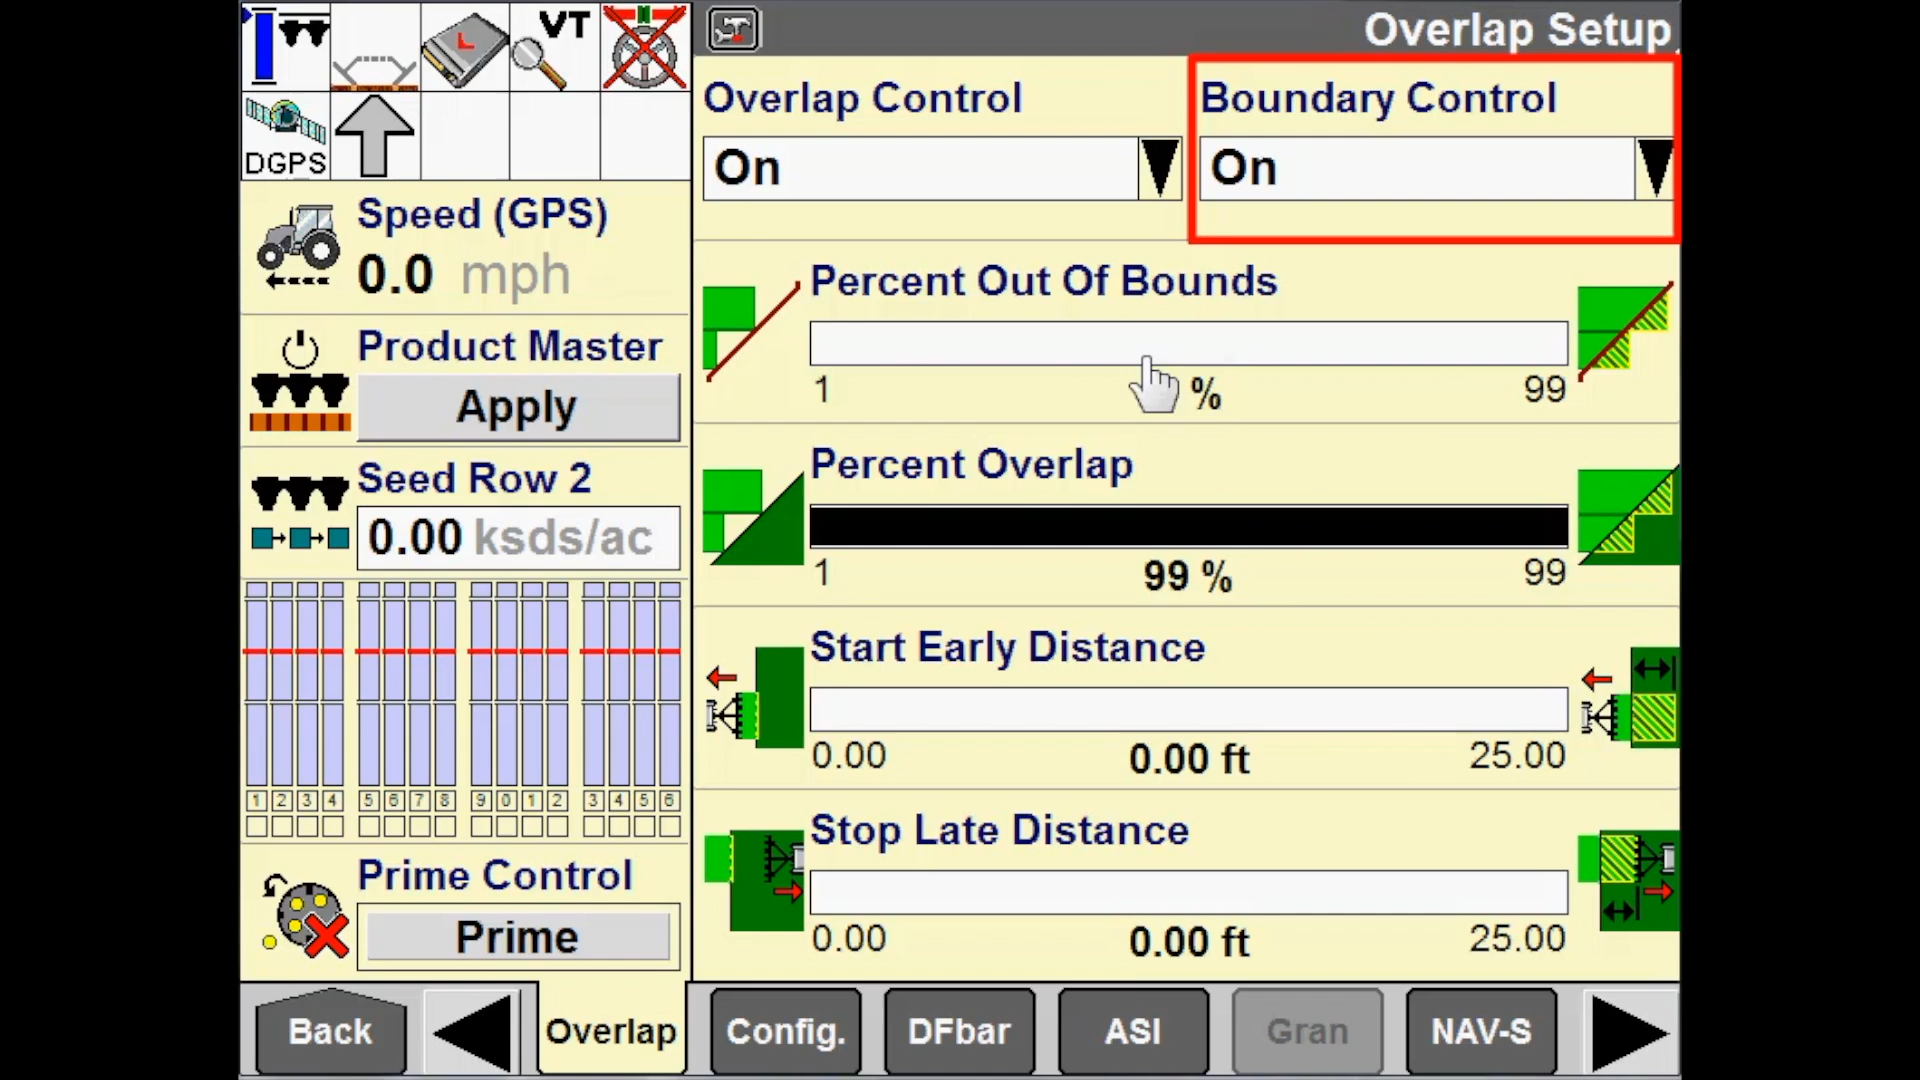 Overlap Setup
VT
L
DGPS
Overlap Control
Boundary Control
On
On
Speed (GPS)
0.0 mph
Product Master
Apply
Seed Row 2
0.00 ksds/ac
1 2 3 4 5 6 7 8 9 0 1 2 3 4 5 6
Prime Control
Prime
Percent Out Of Bounds
1 % 99
Percent Overlap
1 99 % 99
Start Early Distance
0.00 0.00 ft 25.00
Stop Late Distance
0.00 0.00 ft 25.00
Back Overlap Config. DFbar ASI Gran NAV-S